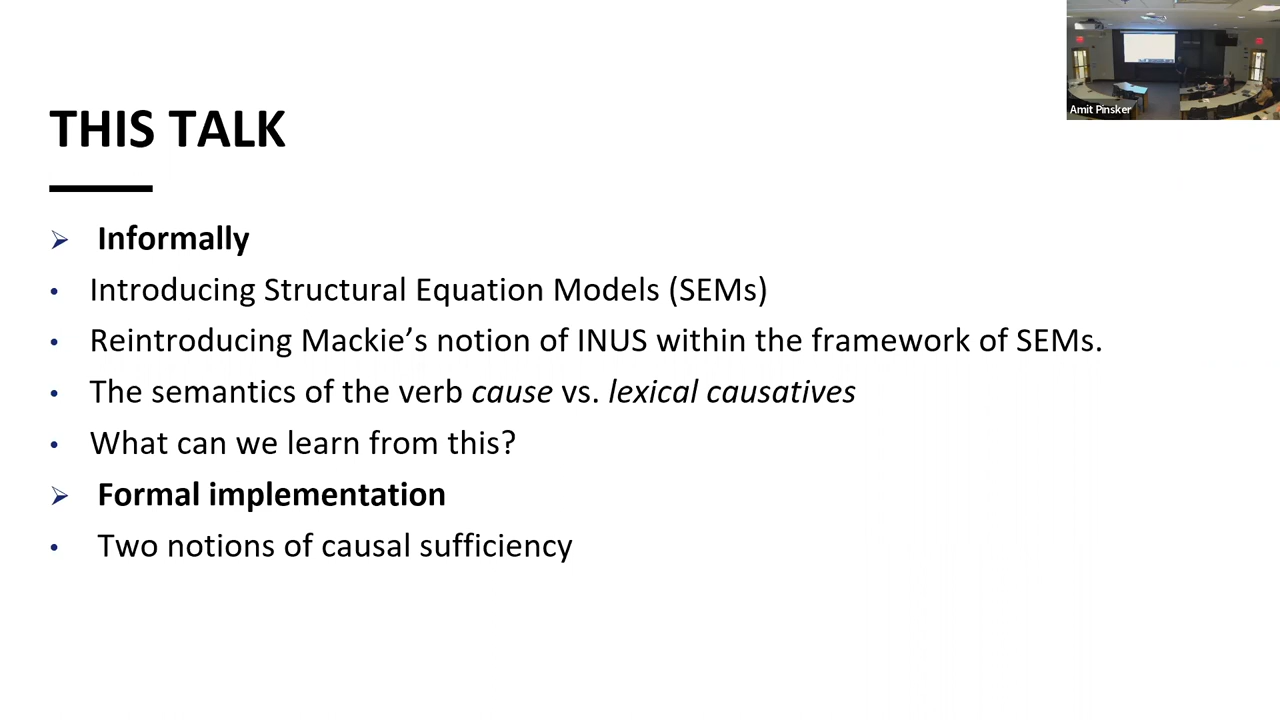 Amit Pinsker
THIS TALK
Informally
Introducing Structural Equation Models (SEMs)
Reintroducing Mackie’s notion of INUS within the framework of SEMs.
The semantics of the verb cause vs. lexical causatives
What can we learn from this?
Formal implementation
Two notions of causal sufficiency